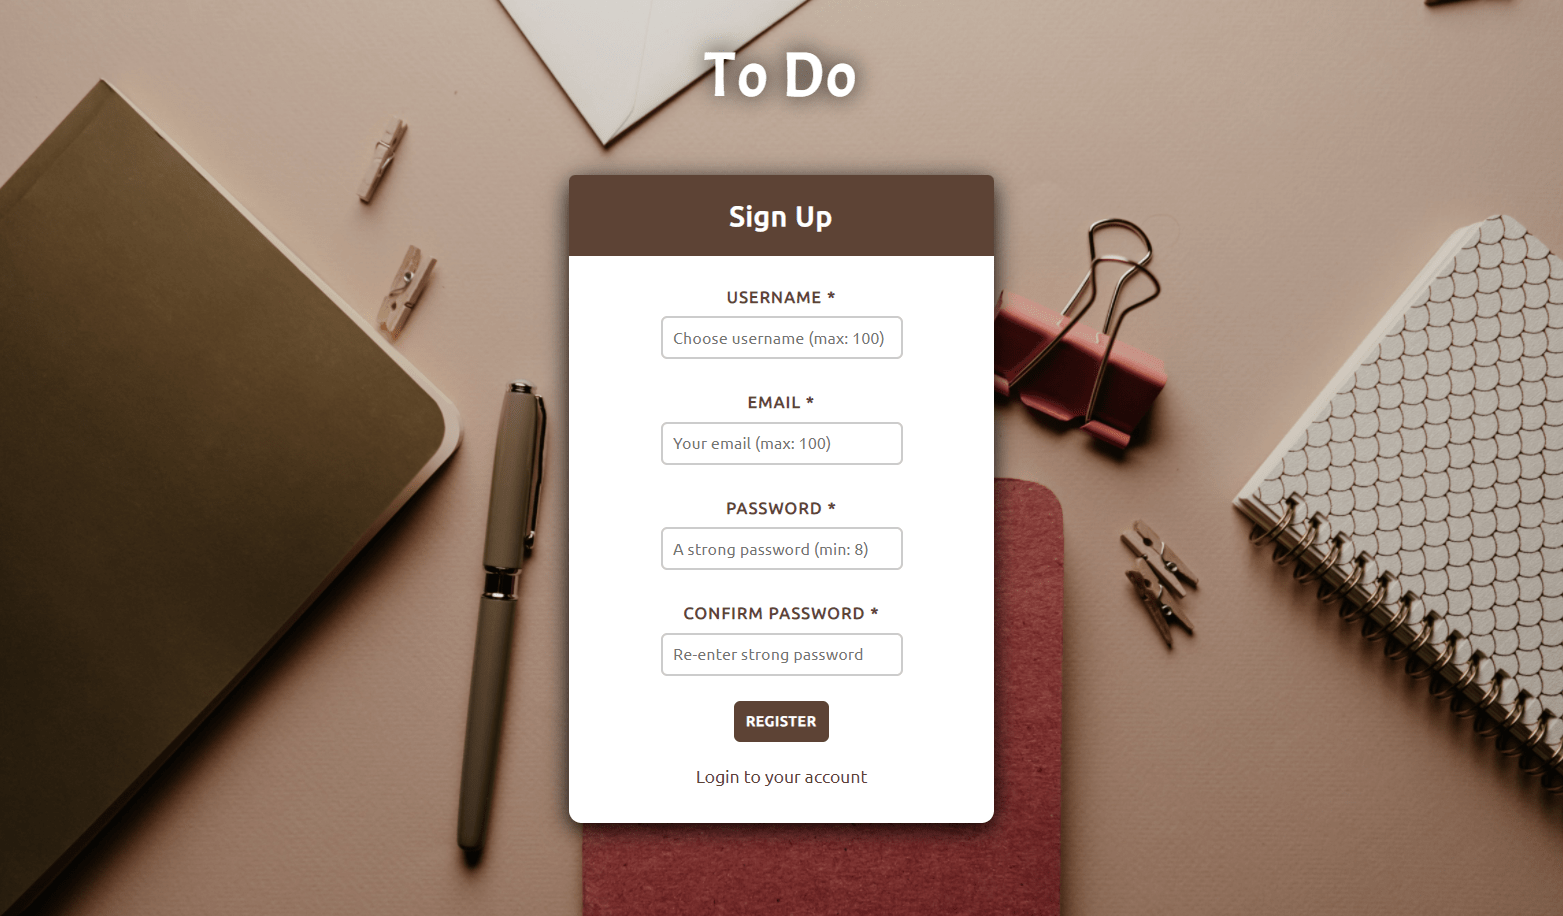 To Do
Sign Up
USERNAME *
Choose username (max: 100)
EMAIL *
Your email (max: 100)
PASSWORD *
A strong password (min: 8)
CONFIRM PASSWORD *
Re-enter strong password
REGISTER
Login to your account